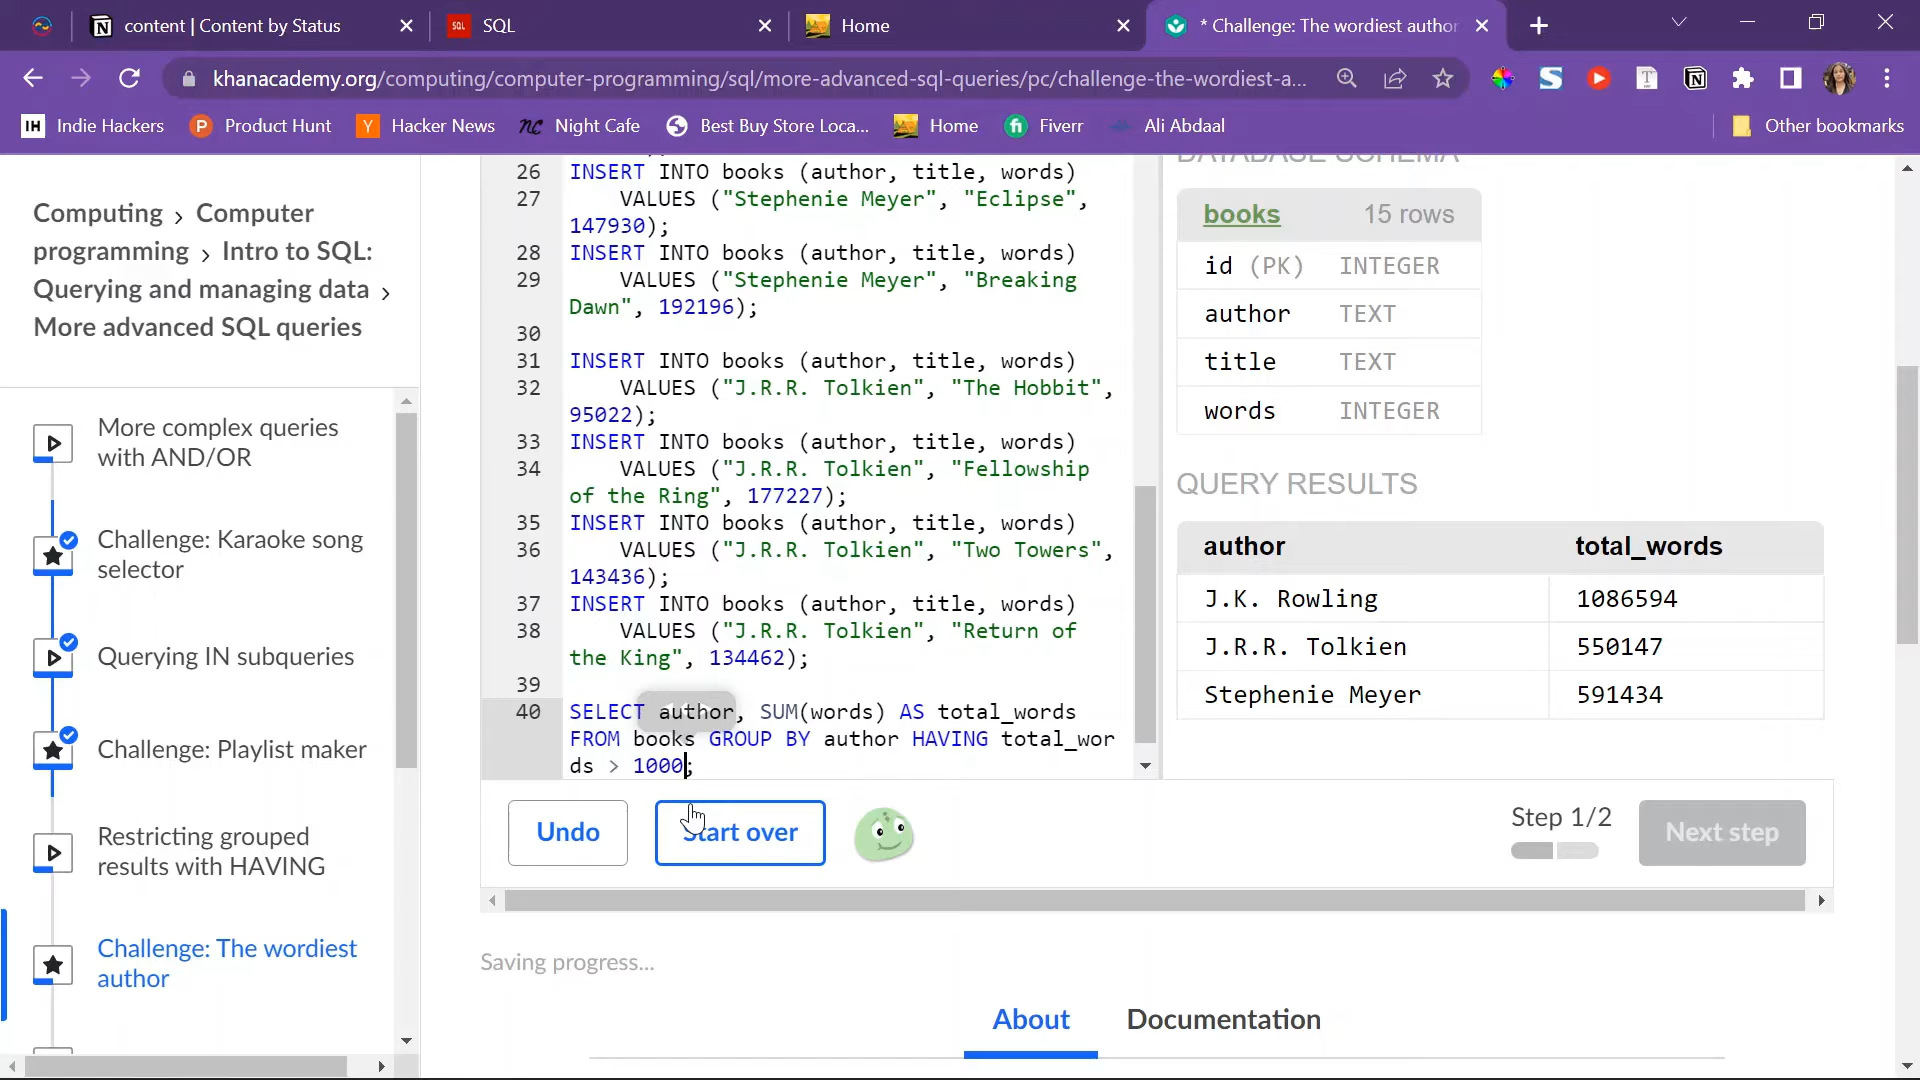 content | Content by Status
SQL
SQL
Home
* Challenge: The wordiest author
khanacademy.org/computing/computer-programming/sql/more-advanced-sql-queries/pc/challenge-the-wordiest-a...
IH Indie Hackers
P Product Hunt
Y Hacker News
NC Night Cafe
Best Buy Store Loca...
Home
fi Fiverr
Ali Abdaal
Other bookmarks
Computing > Computer
programming > Intro to SQL:
Querying and managing data >
More advanced SQL queries
More complex queries
with AND/OR
Challenge: Karaoke song
selector
Querying IN subqueries
Challenge: Playlist maker
Restricting grouped
results with HAVING
Challenge: The wordiest
author
26 INSERT INTO books (author, title, words)
27 VALUES ("Stephenie Meyer", "Eclipse",
147930);
28 INSERT INTO books (author, title, words)
29 VALUES ("Stephenie Meyer", "Breaking
Dawn", 192196);
30
31 INSERT INTO books (author, title, words)
32 VALUES ("J.R.R. Tolkien", "The Hobbit",
95022);
33 INSERT INTO books (author, title, words)
34 VALUES ("J.R.R. Tolkien", "Fellowship
of the Ring", 177227);
35 INSERT INTO books (author, title, words)
36 VALUES ("J.R.R. Tolkien", "Two Towers",
143436);
37 INSERT INTO books (author, title, words)
38 VALUES ("J.R.R. Tolkien", "Return of
the King", 134462);
39
40 SELECT author, SUM(words) AS total_words
FROM books GROUP BY author HAVING total_wor
ds > 1000;
DATABASE SCHEMA
books 15 rows
id (PK) INTEGER
author TEXT
title TEXT
words INTEGER
QUERY RESULTS
author total_words
J.K. Rowling 1086594
J.R.R. Tolkien 550147
Stephenie Meyer 591434
Undo
Start over
Step 1/2
Next step
Saving progress...
About
Documentation